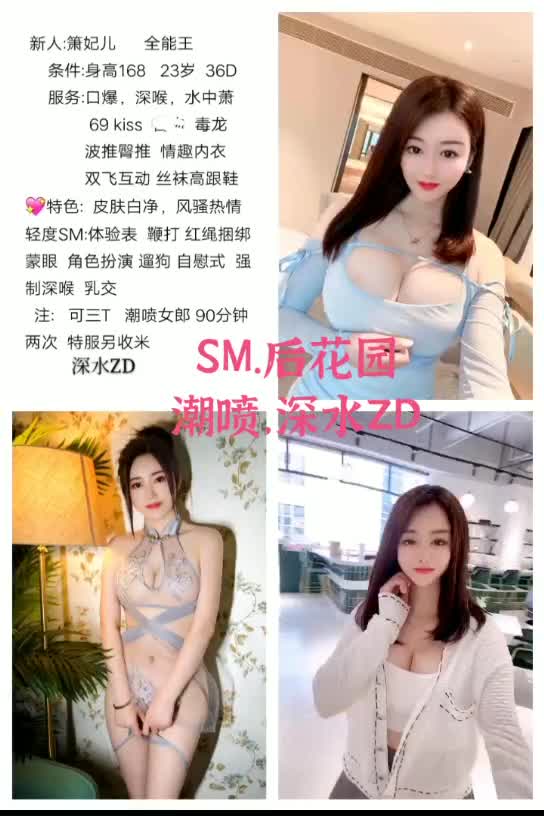 新人:箫妃儿 全能王
条件:身高168 23岁 36D
服务:口爆，深喉，水中萧
69 kiss 毒龙
波推臀推 情趣内衣
双飞互动 丝袜高跟鞋
💖特色: 皮肤白净，风骚热情
轻度SM:体验表 鞭打 红绳捆绑
蒙眼 角色扮演 遛狗 自慰式 强
制深喉 乳交
注: 可三T 潮喷女郎 90分钟
两次 特服另收米
深水ZD
SM.后花园
潮喷.深水ZD